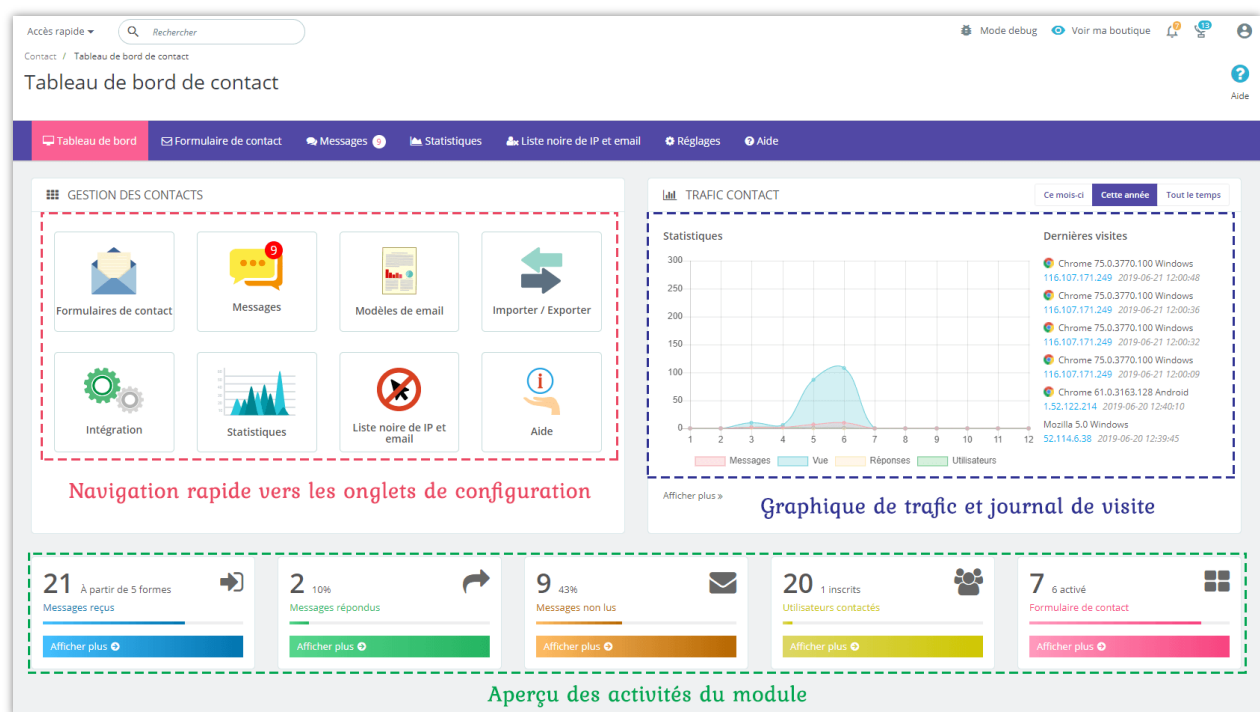 Accès rapide
Rechercher
Mode debug
Voir ma boutique
7
13
Contact / Tableau de bord de contact
Tableau de bord de contact
Aide
Tableau de bord
Formulaire de contact
Messages 9
Statistiques
Liste noire de IP et email
Réglages
Aide
GESTION DES CONTACTS
Formulaires de contact
9
Messages
Modèles de email
Importer / Exporter
Intégration
Statistiques
Liste noire de IP et
email
Aide
Navigation rapide vers les onglets de configuration
TRAFIC CONTACT
Ce mois-ci
Cette année
Tout le temps
Statistiques
300
250
200
150
100
50
0
1 2 3 4 5 6 7 8 9 10 11 12
Messages Vue Réponses Utilisateurs
Dernières visites
Chrome 75.0.3770.100 Windows
116.107.171.249 2019-06-21 12:00:48
Chrome 75.0.3770.100 Windows
116.107.171.249 2019-06-21 12:00:36
Chrome 75.0.3770.100 Windows
116.107.171.249 2019-06-21 12:00:32
Chrome 75.0.3770.100 Windows
116.107.171.249 2019-06-21 12:00:09
Chrome 61.0.3163.128 Android
1.52.122.214 2019-06-20 12:40:10
Mozilla 5.0 Windows
52.114.6.38 2019-06-20 12:39:45
Afficher plus »
Graphique de trafic et journal de visite
21 À partir de 5 formes
Messages reçus
Afficher plus
2 10%
Messages répondus
Afficher plus
9 43%
Messages non lus
Afficher plus
20 1 inscrits
Utilisateurs contactés
Afficher plus
7 6 activé
Formulaire de contact
Afficher plus
Aperçu des activités du module